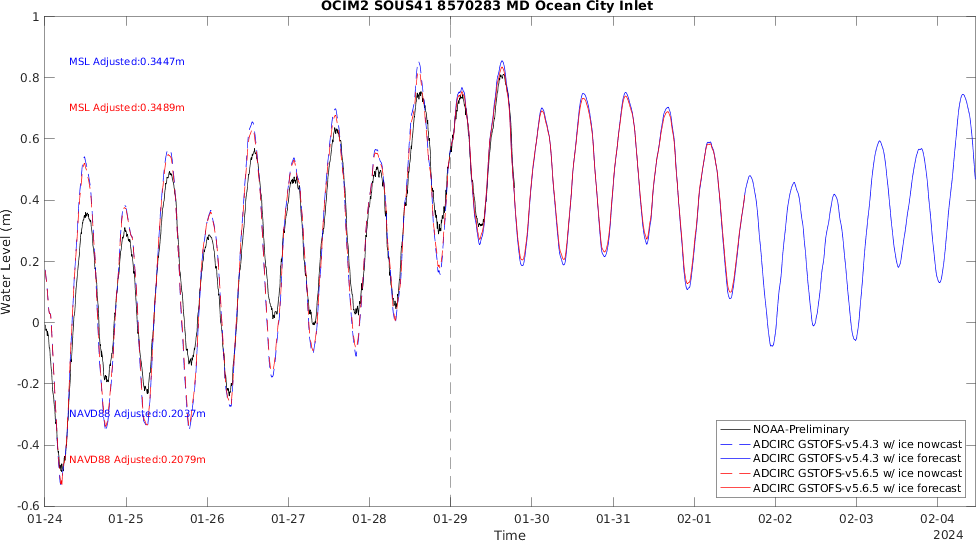 OCIM2 SOUS41 8570283 MD Ocean City Inlet
1
0.8
0.6
0.4
0.2
0
-0.2
-0.4
-0.6
Water Level (m)
MSL Adjusted:0.3447m
MSL Adjusted:0.3489m
NAVD88 Adjusted:0.2037m
NAVD88 Adjusted:0.2079m
NOAA-Preliminary
ADCIRC GSTOFS-v5.4.3 w/ ice nowcast
ADCIRC GSTOFS-v5.4.3 w/ ice forecast
ADCIRC GSTOFS-v5.6.5 w/ ice nowcast
ADCIRC GSTOFS-v5.6.5 w/ ice forecast
01-24 01-25 01-26 01-27 01-28 01-29 01-30 01-31 02-01 02-02 02-03 02-04
Time
2024